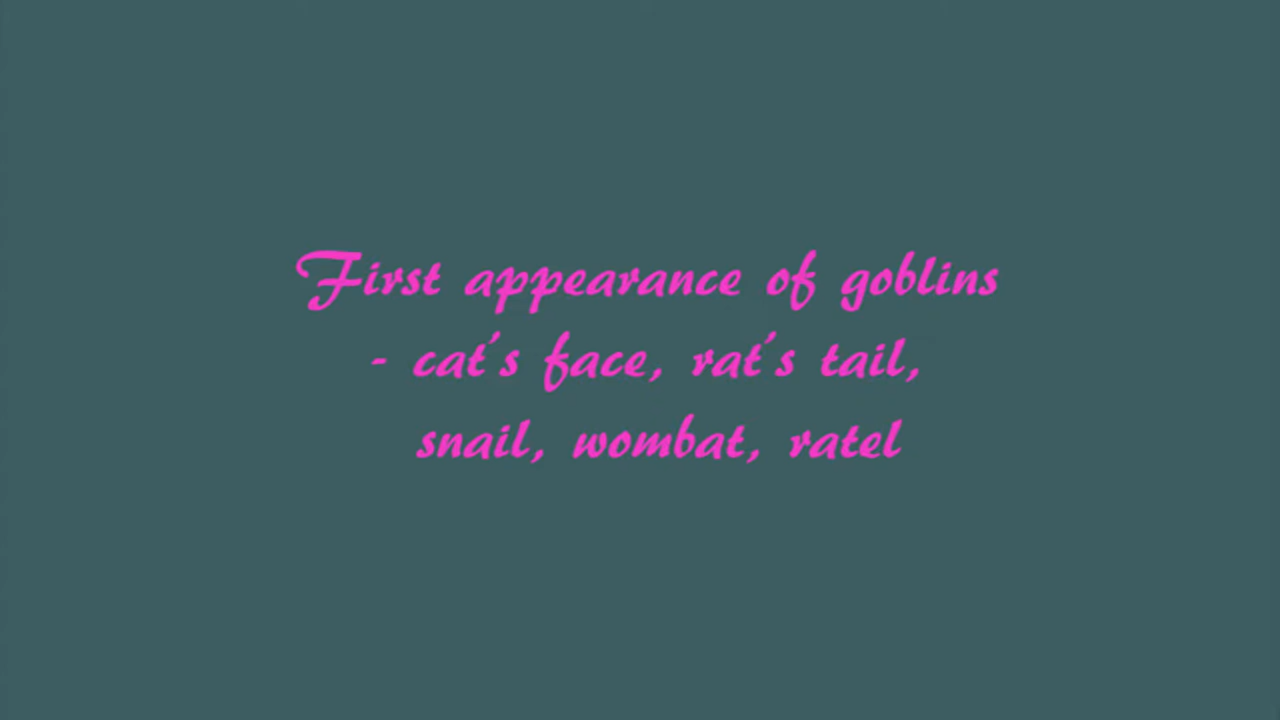 First appearance of goblins
- cat's face, rat's tail,
snail, wombat, ratel